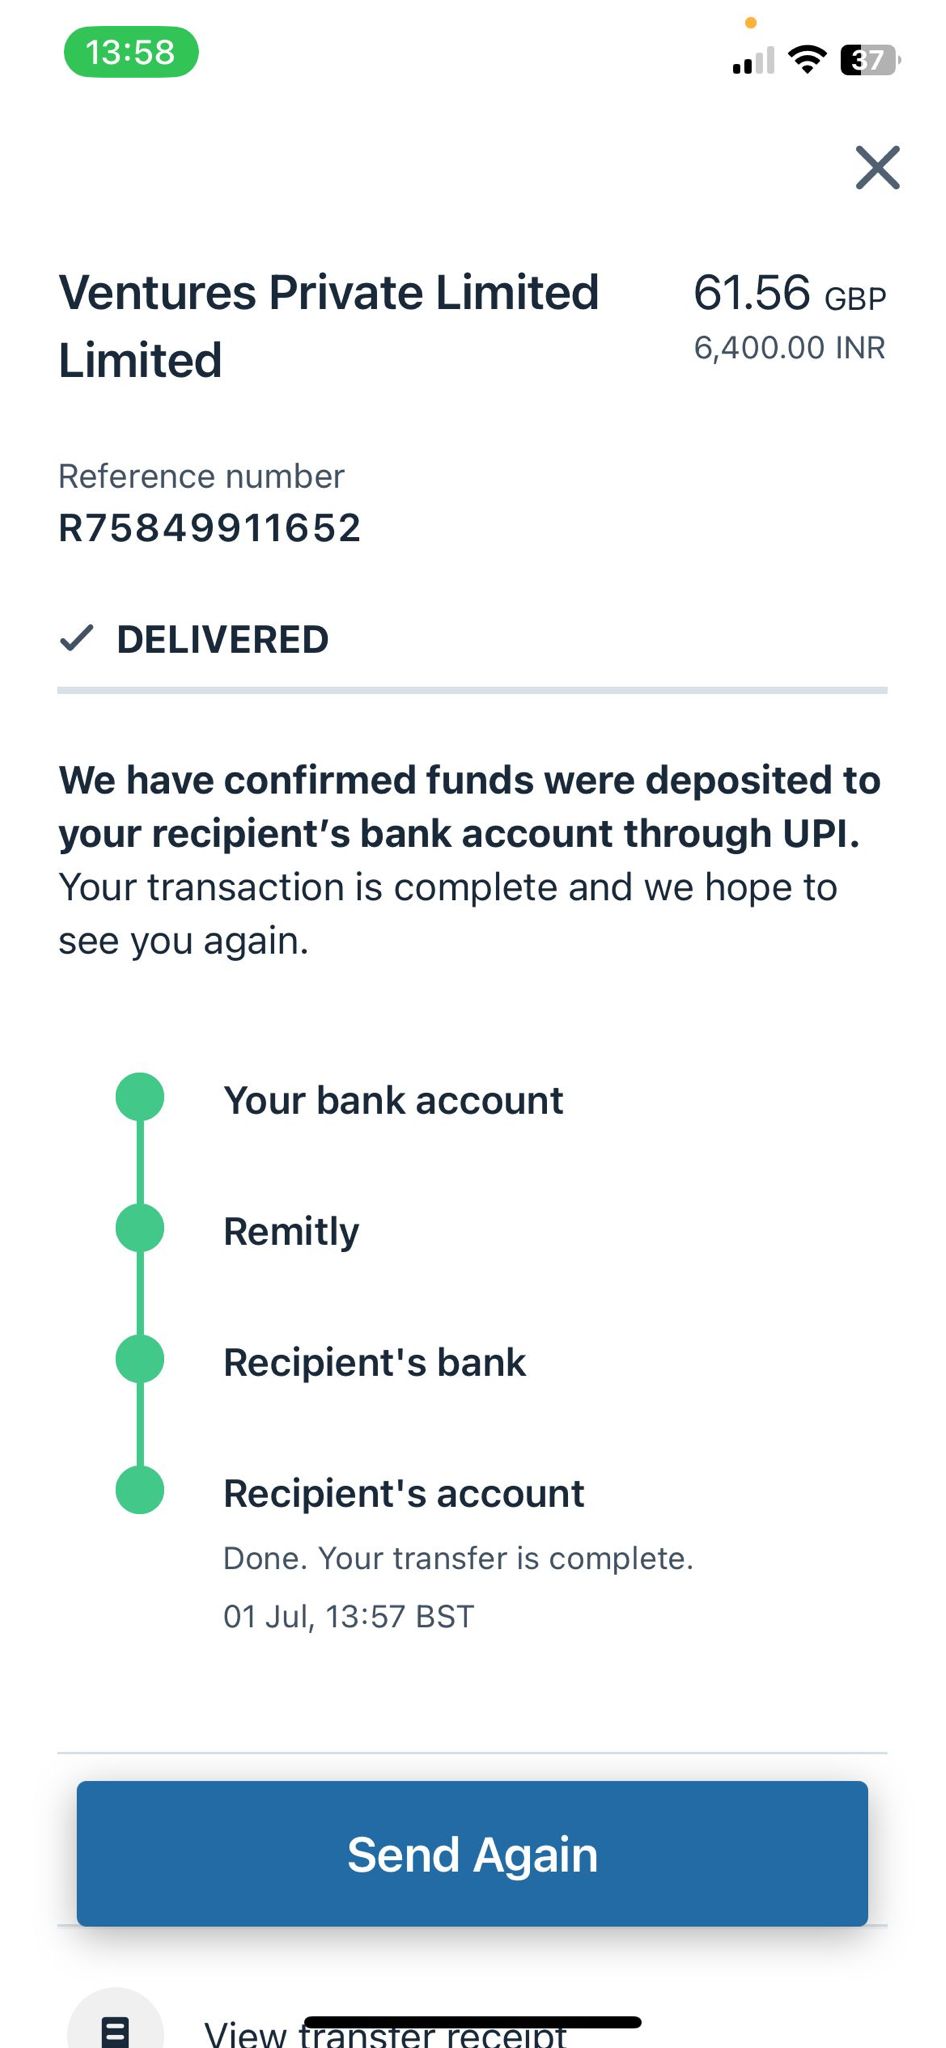 13:58
37
Ventures Private Limited
Limited
61.56 GBP
6,400.00 INR
Reference number
R75849911652
DELIVERED
We have confirmed funds were deposited to
your recipient’s bank account through UPI.
Your transaction is complete and we hope to
see you again.
Your bank account
Remitly
Recipient's bank
Recipient's account
Done. Your transfer is complete.
01 Jul, 13:57 BST
Send Again
View transfer receipt